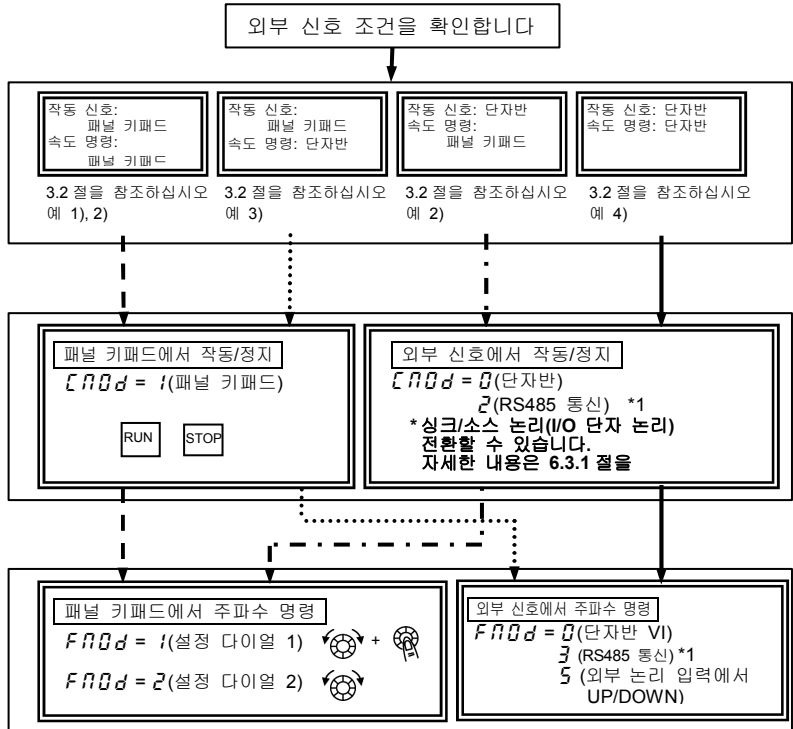 외부 신호 조건을 확인합니다
작동 신호:
패널 키패드
속도 명령:
패널 키패드
작동 신호:
패널 키패드
속도 명령: 단자반
작동 신호: 단자반
속도 명령:
패널 키패드
작동 신호: 단자반
속도 명령: 단자반
3.2 절을 참조하십시오
예 1), 2)
3.2 절을 참조하십시오
예 3)
3.2 절을 참조하십시오
예 2)
3.2 절을 참조하십시오
예 4)
패널 키패드에서 작동/정지
CMOd = 1(패널 키패드)
RUN STOP
외부 신호에서 작동/정지
CMOd = 0(단자반)
2(RS485 통신) *1
* 싱크/소스 논리(I/O 단자 논리)
전환할 수 있습니다.
자세한 내용은 6.3.1 절을
패널 키패드에서 주파수 명령
FMOd = 1(설정 다이얼 1) +
FMOd = 2(설정 다이얼 2)
외부 신호에서 주파수 명령
FMOd = 0(단자반 VI)
3 (RS485 통신) *1
5 (외부 논리 입력에서
UP/DOWN)